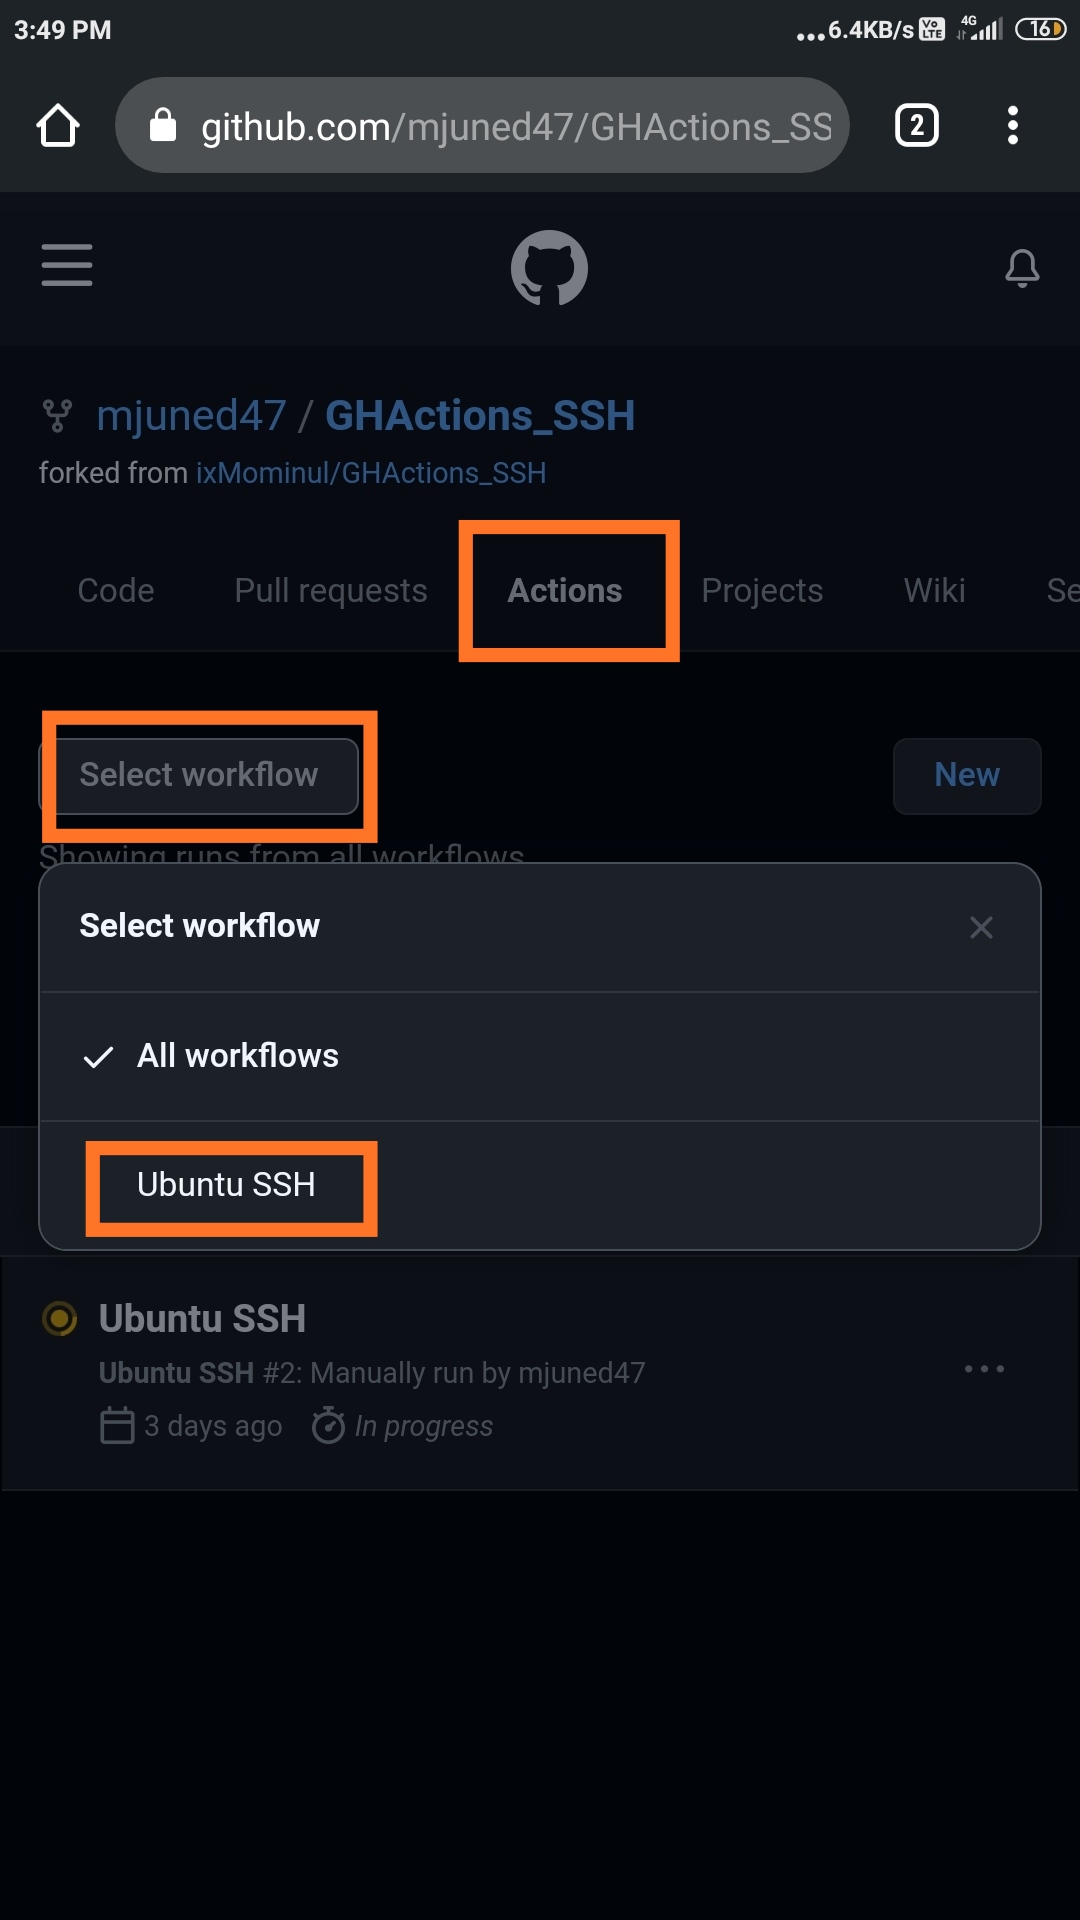 3:49 PM
...6.4KB/s Vo LTE 4G 16
github.com/mjuned47/GHActions_SS
2
mjuned47 / GHActions_SSH
forked from ixMominul/GHActions_SSH
Code Pull requests Actions Projects Wiki Se
Select workflow New
Showing runs from all workflows
Select workflow
All workflows
Ubuntu SSH
Ubuntu SSH
Ubuntu SSH #2: Manually run by mjuned47
3 days ago In progress